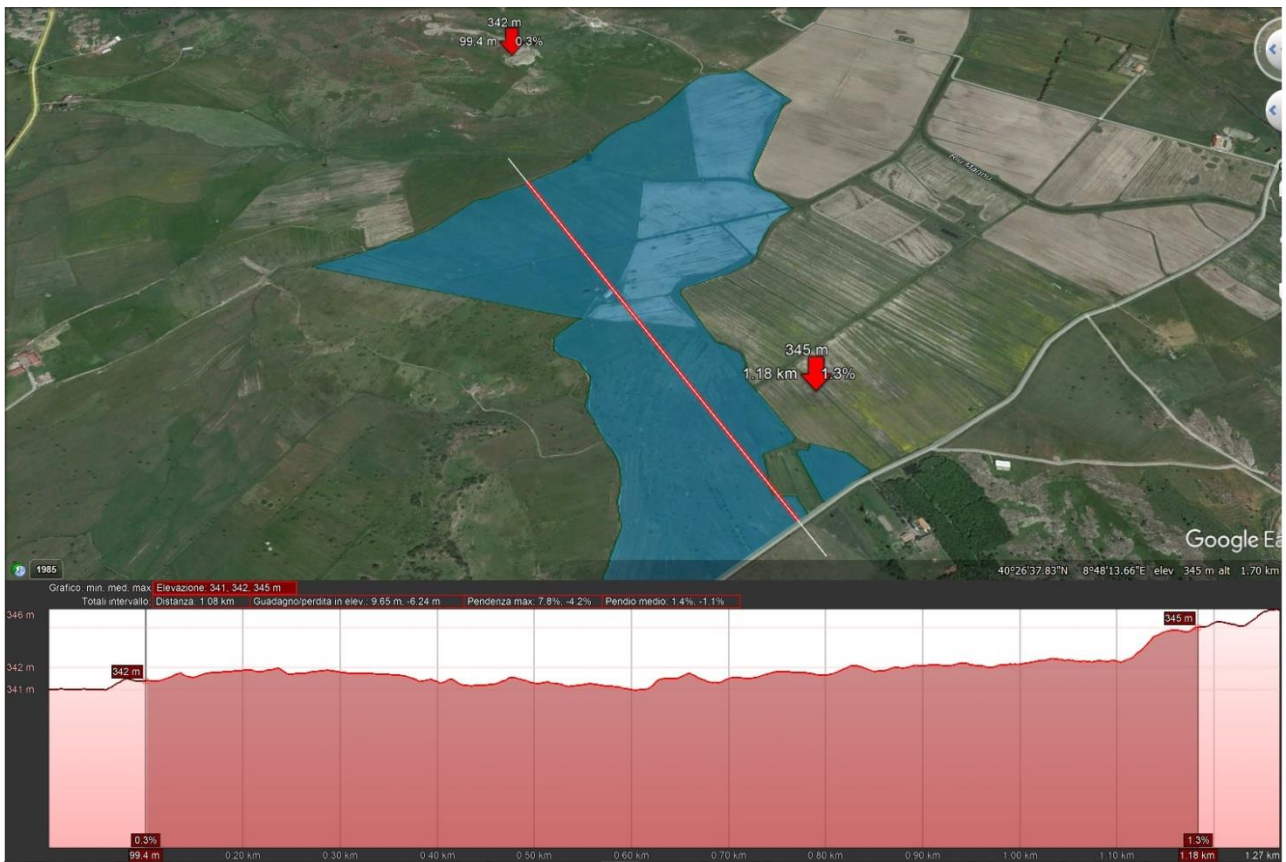 342 m
99.4 m 0.3%
Riu Mannu
345 m
1.18 km 1.3%
Google Ea
1985
40°26'37.83"N 8°48'13.66"E elev 345 m alt 1.70 km
Grafico: min, med, max Elevazione: 341, 342, 345 m
Totali intervallo: Distanza: 1.08 km Guadagno/perdita in elev.: 9.65 m, -6.24 m Pendenza max: 7.8%, -4.2% Pendio medio: 1.4%, -1.1%
346 m
345 m
342 m
342 m
341 m
0.3%
1.3%
99.4 m 0.20 km 0.30 km 0.40 km 0.50 km 0.60 km 0.70 km 0.80 km 0.90 km 1.00 km 1.10 km 1.18 km 1.27 km